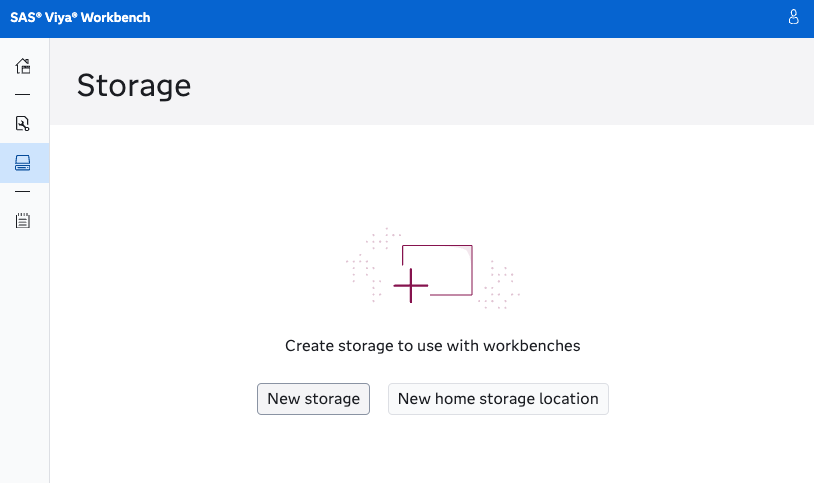 SAS® Viya® Workbench
Storage
Create storage to use with workbenches
New storage
New home storage location